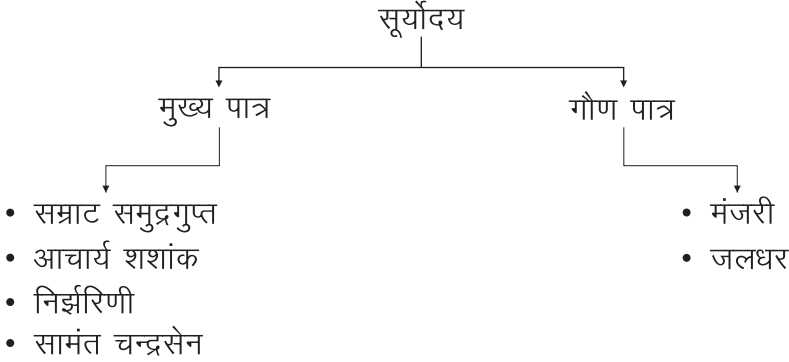 सूर्योदय
मुख्य पात्र
गौण पात्र
• सम्राट समुद्रगुप्त
• आचार्य शशांक
• निर्झरिणी
• सामंत चन्द्रसेन
• मंजरी
• जलधर